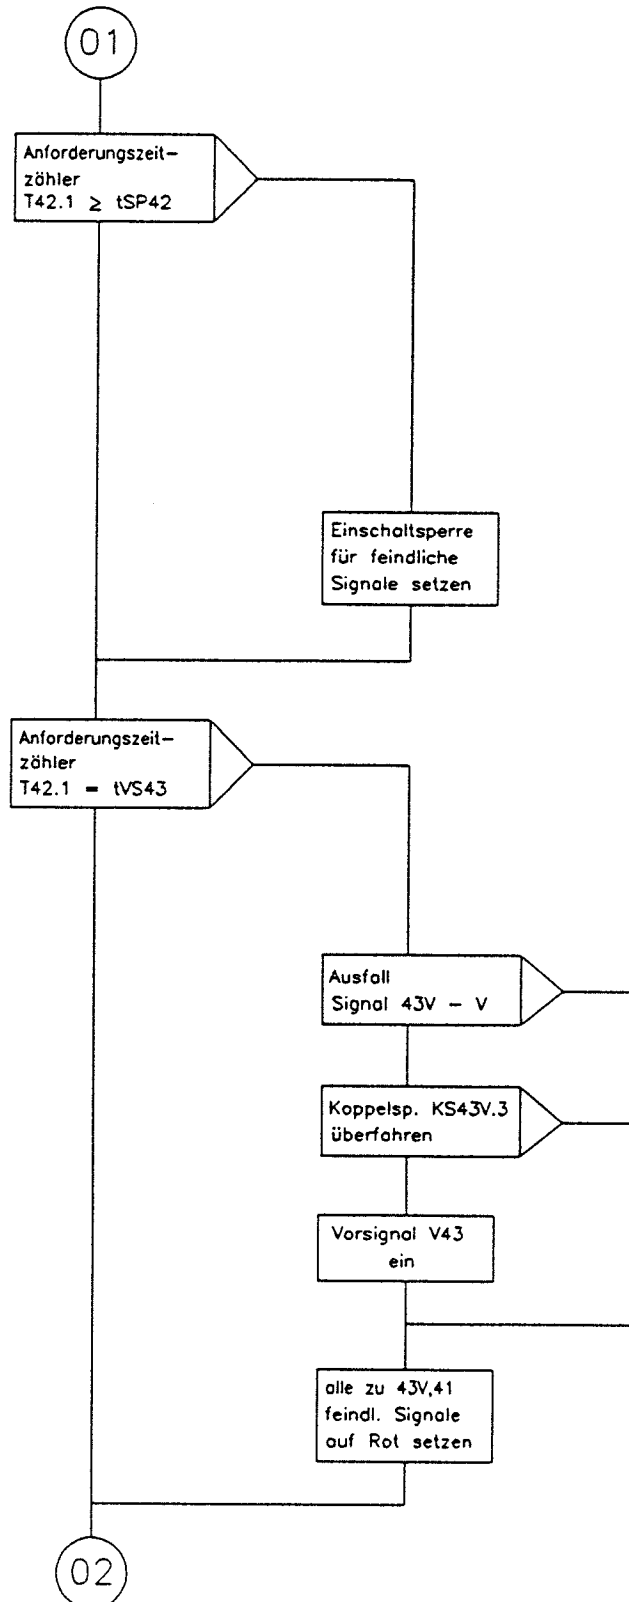 01
Anforderungszeit-
zähler
T42.1 ≥ tSP42
Einschaltsperre
für feindliche
Signale setzen
Anforderungszeit-
zähler
T42.1 = tVS43
Ausfall
Signal 43V - V
Koppelsp. KS43V.3
überfahren
Vorsignal V43
ein
alle zu 43V,41
feindl. Signale
auf Rot setzen
02